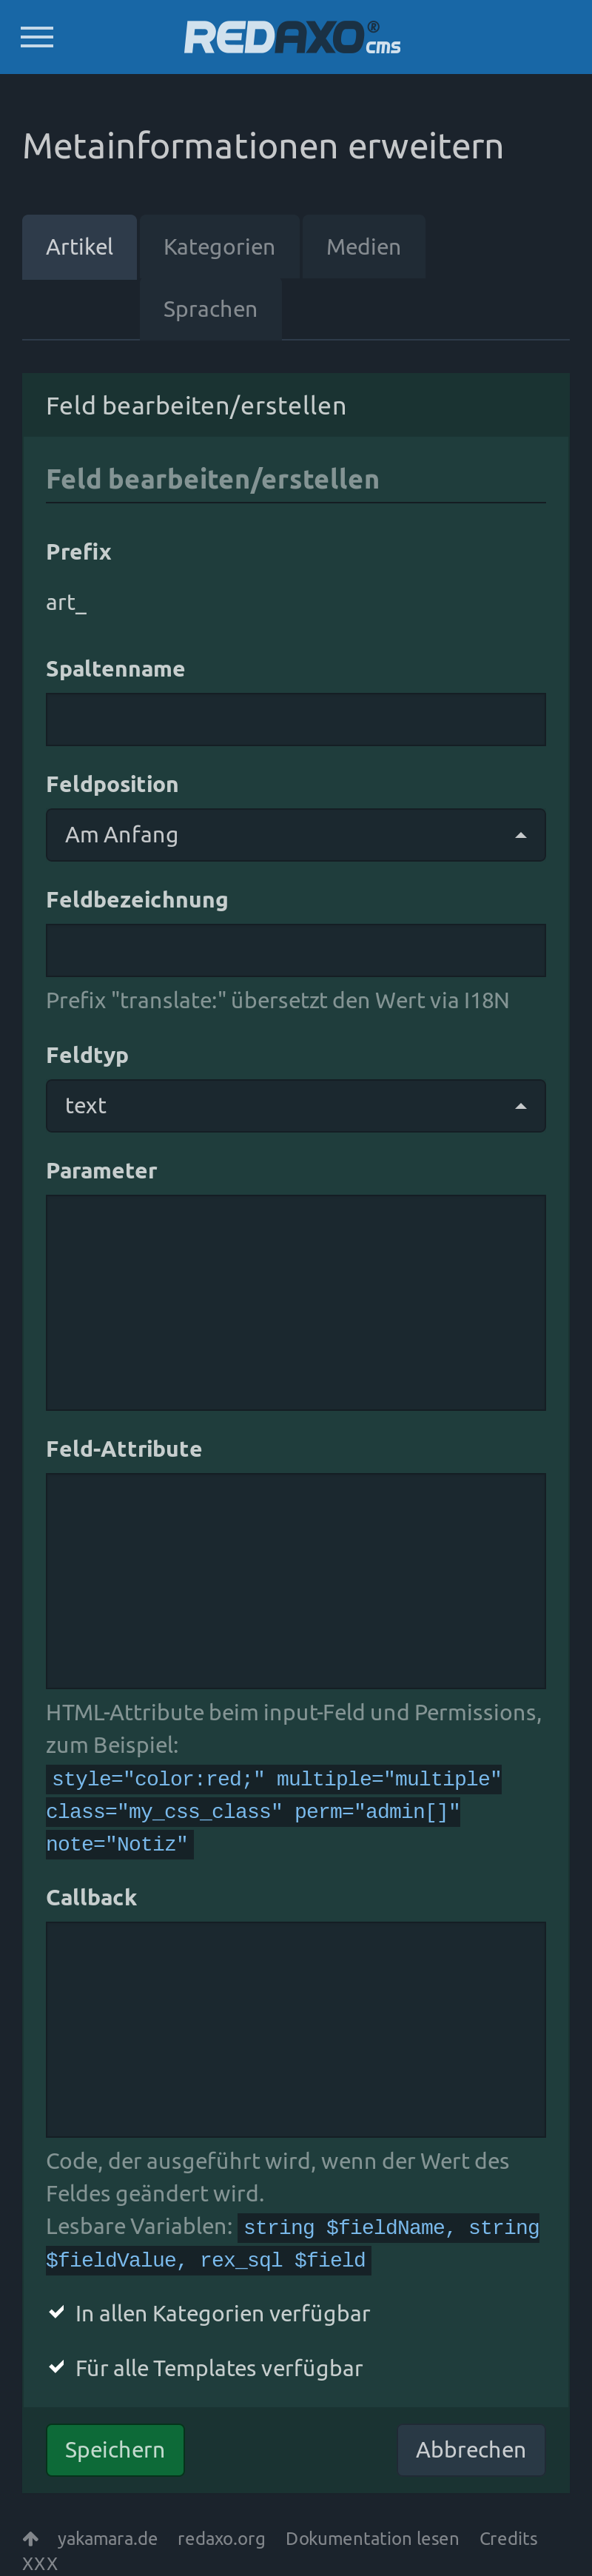 REDAXO® cms
Metainformationen erweitern
Artikel Kategorien Medien
Sprachen
Feld bearbeiten/erstellen
Feld bearbeiten/erstellen
Prefix
art_
Spaltenname
Feldposition
Am Anfang
Feldbezeichnung
Prefix "translate:" übersetzt den Wert via I18N
Feldtyp
text
Parameter
Feld-Attribute
HTML-Attribute beim input-Feld und Permissions,
zum Beispiel:
style="color:red;" multiple="multiple"
class="my_css_class" perm="admin[]"
note="Notiz"
Callback
Code, der ausgeführt wird, wenn der Wert des
Feldes geändert wird.
Lesbare Variablen: string $fieldName, string
$fieldValue, rex_sql $field
In allen Kategorien verfügbar
Für alle Templates verfügbar
Speichern Abbrechen
yakamara.de redaxo.org Dokumentation lesen Credits
XXX